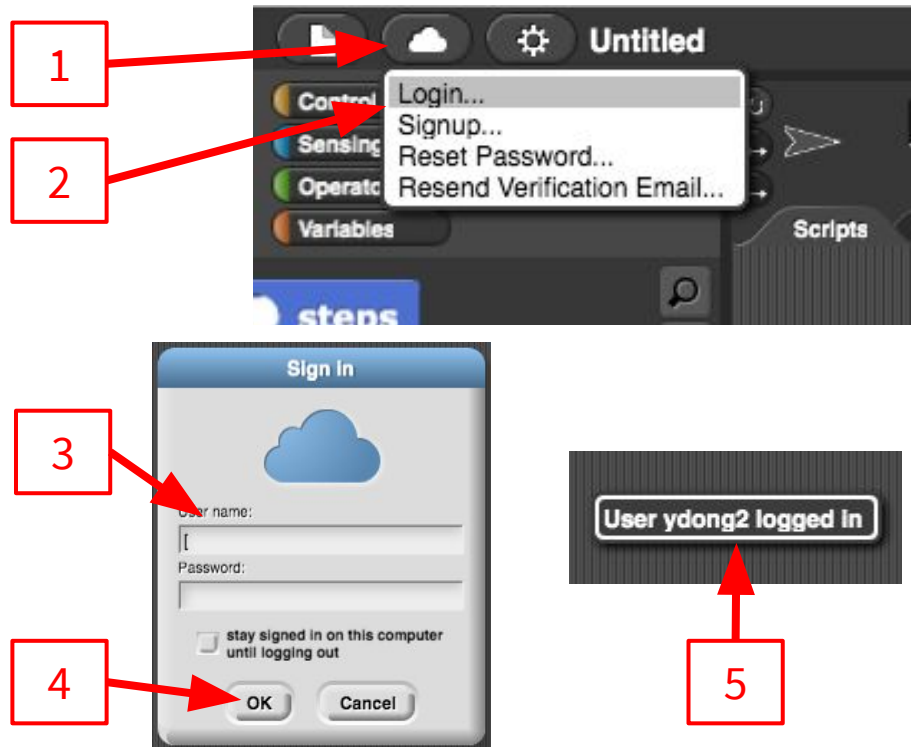 1
Untitled
Control
Login...
Sensing
Signup...
2
Reset Password...
Operato
Resend Verification Email...
Variables
Scripts
steps
Sign in
3
User name:
[
Password:
User ydong2 logged in
stay signed in on this computer
until logging out
4
OK
Cancel
5